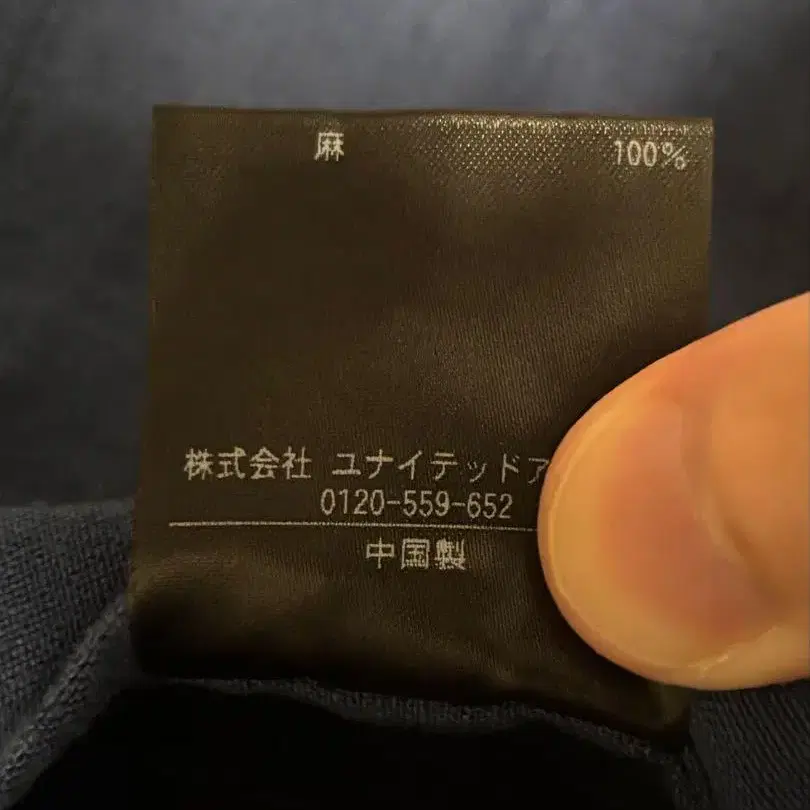 麻 100%
株式会社 ユナイテッドア
0120-559-652
中国製